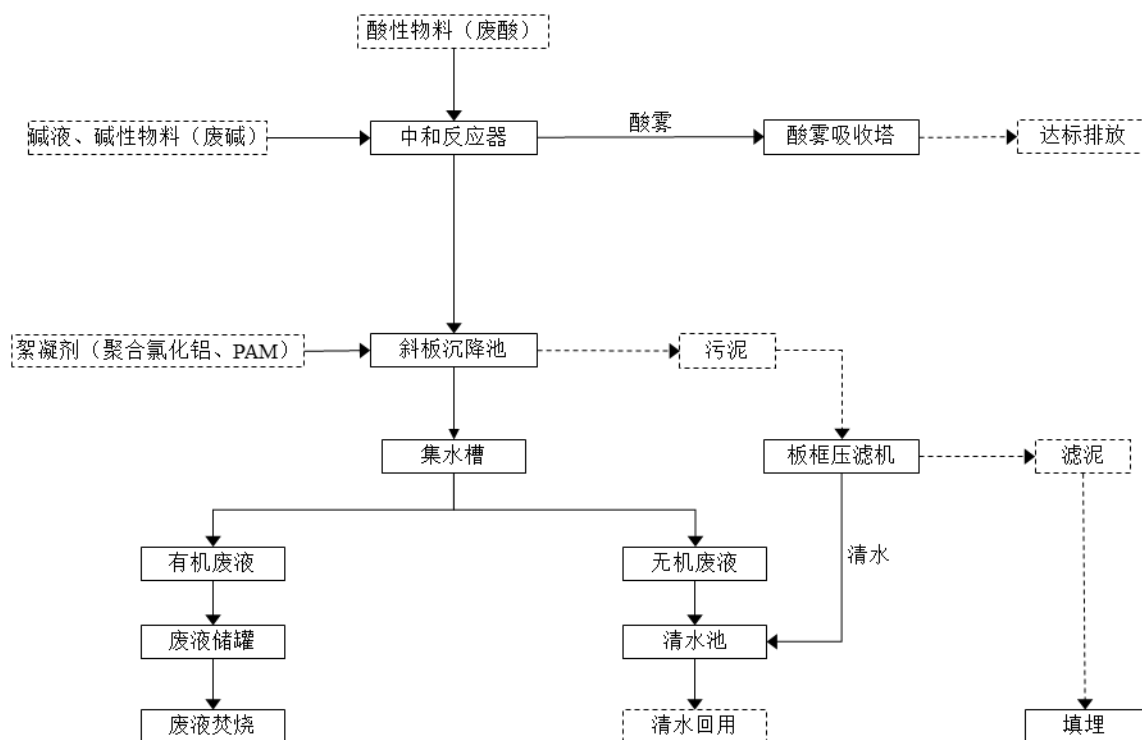 酸性物料（废酸）
碱液、碱性物料（废碱）
中和反应器
酸雾
酸雾吸收塔
达标排放
絮凝剂（聚合氯化铝、PAM）
斜板沉降池
污泥
集水槽
板框压滤机
滤泥
有机废液
无机废液
清水
废液储罐
清水池
废液焚烧
清水回用
填埋